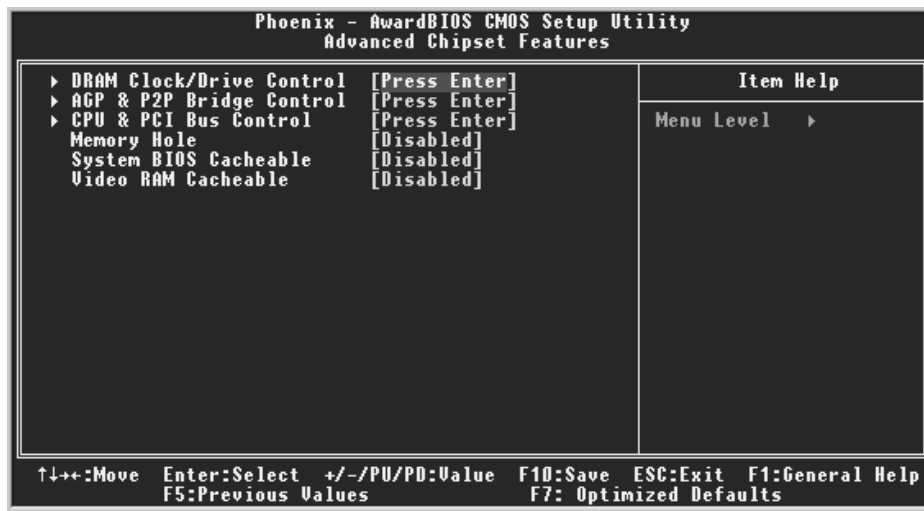 Phoenix - AwardBIOS CMOS Setup Utility
Advanced Chipset Features
▸ DRAM Clock/Drive Control [Press Enter]
▸ AGP & P2P Bridge Control [Press Enter]
▸ CPU & PCI Bus Control [Press Enter]
Memory Hole [Disabled]
System BIOS Cacheable [Disabled]
Video RAM Cacheable [Disabled]
Item Help
Menu Level ▸
↑↓→←:Move Enter:Select +/-/PU/PD:Value F10:Save ESC:Exit F1:General Help
F5:Previous Values F7: Optimized Defaults